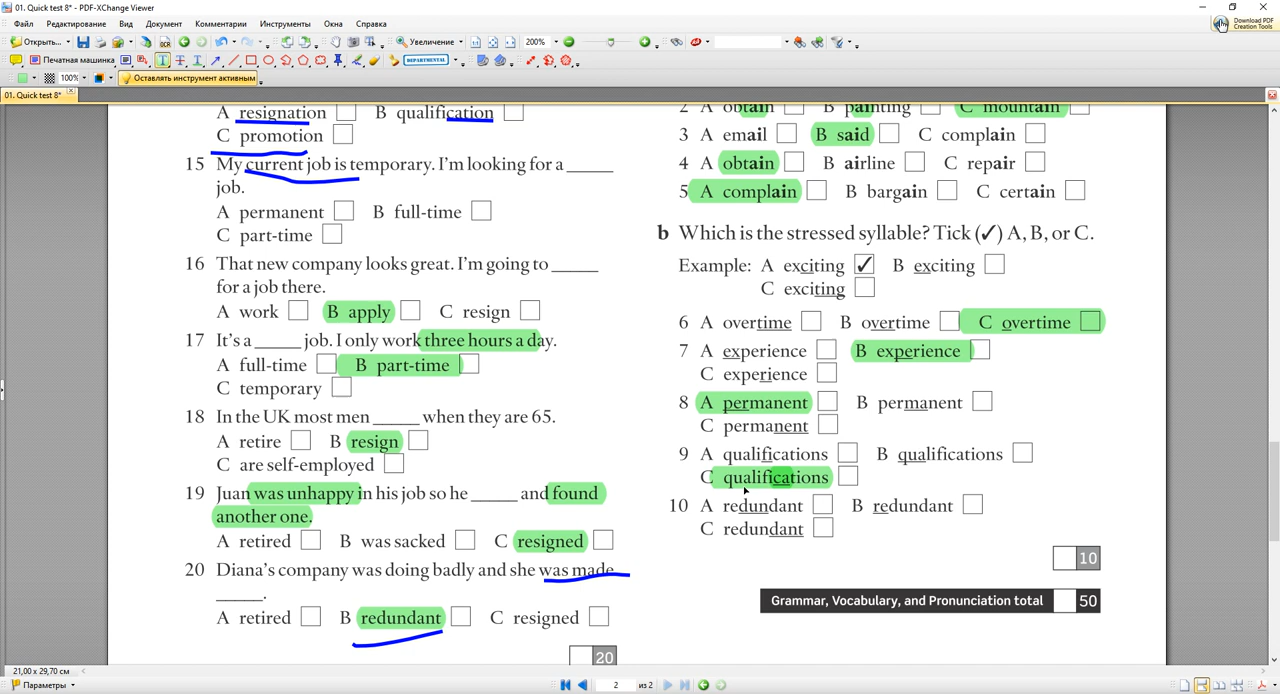 01. Quick test 8* - PDF-XChange Viewer
Файл Редактирование Вид Документ Комментарии Инструменты Окна Справка
Download PDF Creation Tools
Открыть... OCR Увеличение 200%
Печатная машинка DEPARTMENTAL
100% Оставлять инструмент активным
01. Quick test 8*
A resignation B qualification
C promotion
15 My current job is temporary. I'm looking for a _____
job.
A permanent B full-time
C part-time
16 That new company looks great. I'm going to _____
for a job there.
A work B apply C resign
17 It's a _____ job. I only work three hours a day.
A full-time B part-time
C temporary
18 In the UK most men _____ when they are 65.
A retire B resign
C are self-employed
19 Juan was unhappy in his job so he _____ and found
another one.
A retired B was sacked C resigned
20 Diana's company was doing badly and she was made
_____.
A retired B redundant C resigned
20
2 A obtain B painting C mountain
3 A email B said C complain
4 A obtain B airline C repair
5 A complain B bargain C certain
b Which is the stressed syllable? Tick (✓) A, B, or C.
Example: A exciting ✓ B exciting
C exciting
6 A overtime B overtime C overtime
7 A experience B experience
C experience
8 A permanent B permanent
C permanent
9 A qualifications B qualifications
C qualifications
10 A redundant B redundant
C redundant
10
Grammar, Vocabulary, and Pronunciation total 50
21,00 x 29,70 см
Параметры 2 из 2